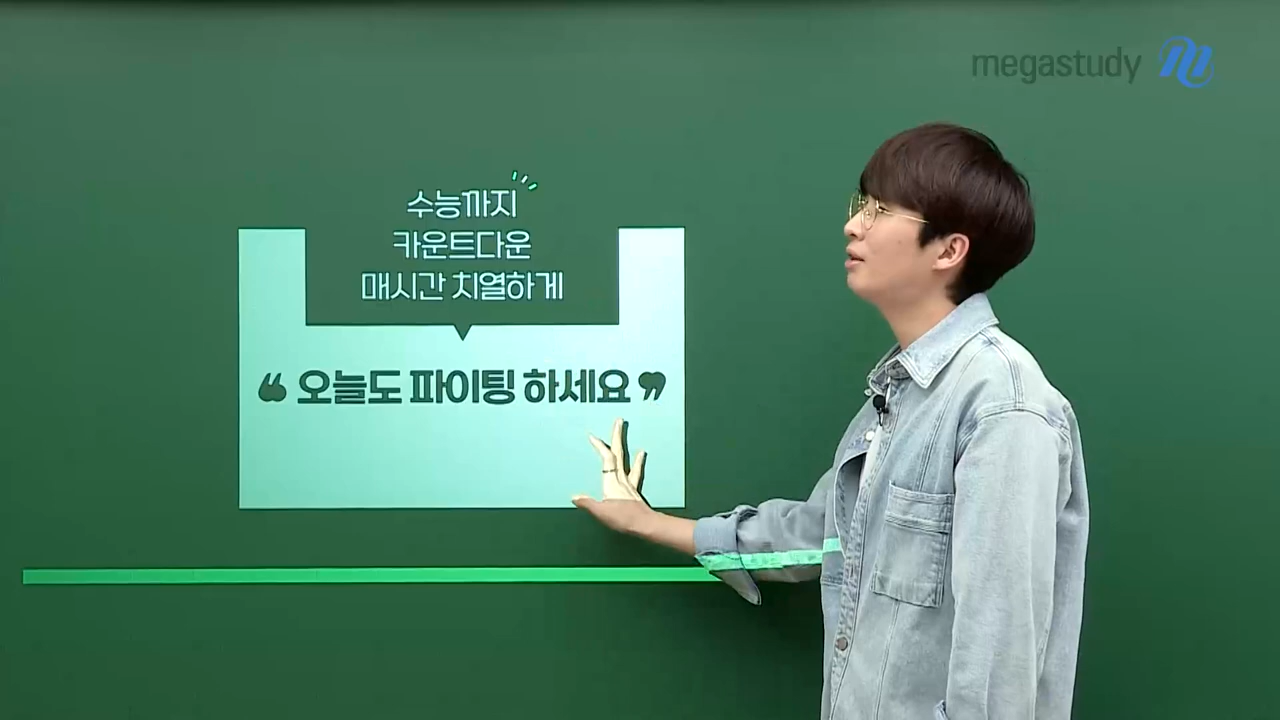 megastudy
수능까지
카운트다운
매시간 치열하게
“ 오늘도 파이팅 하세요 ”